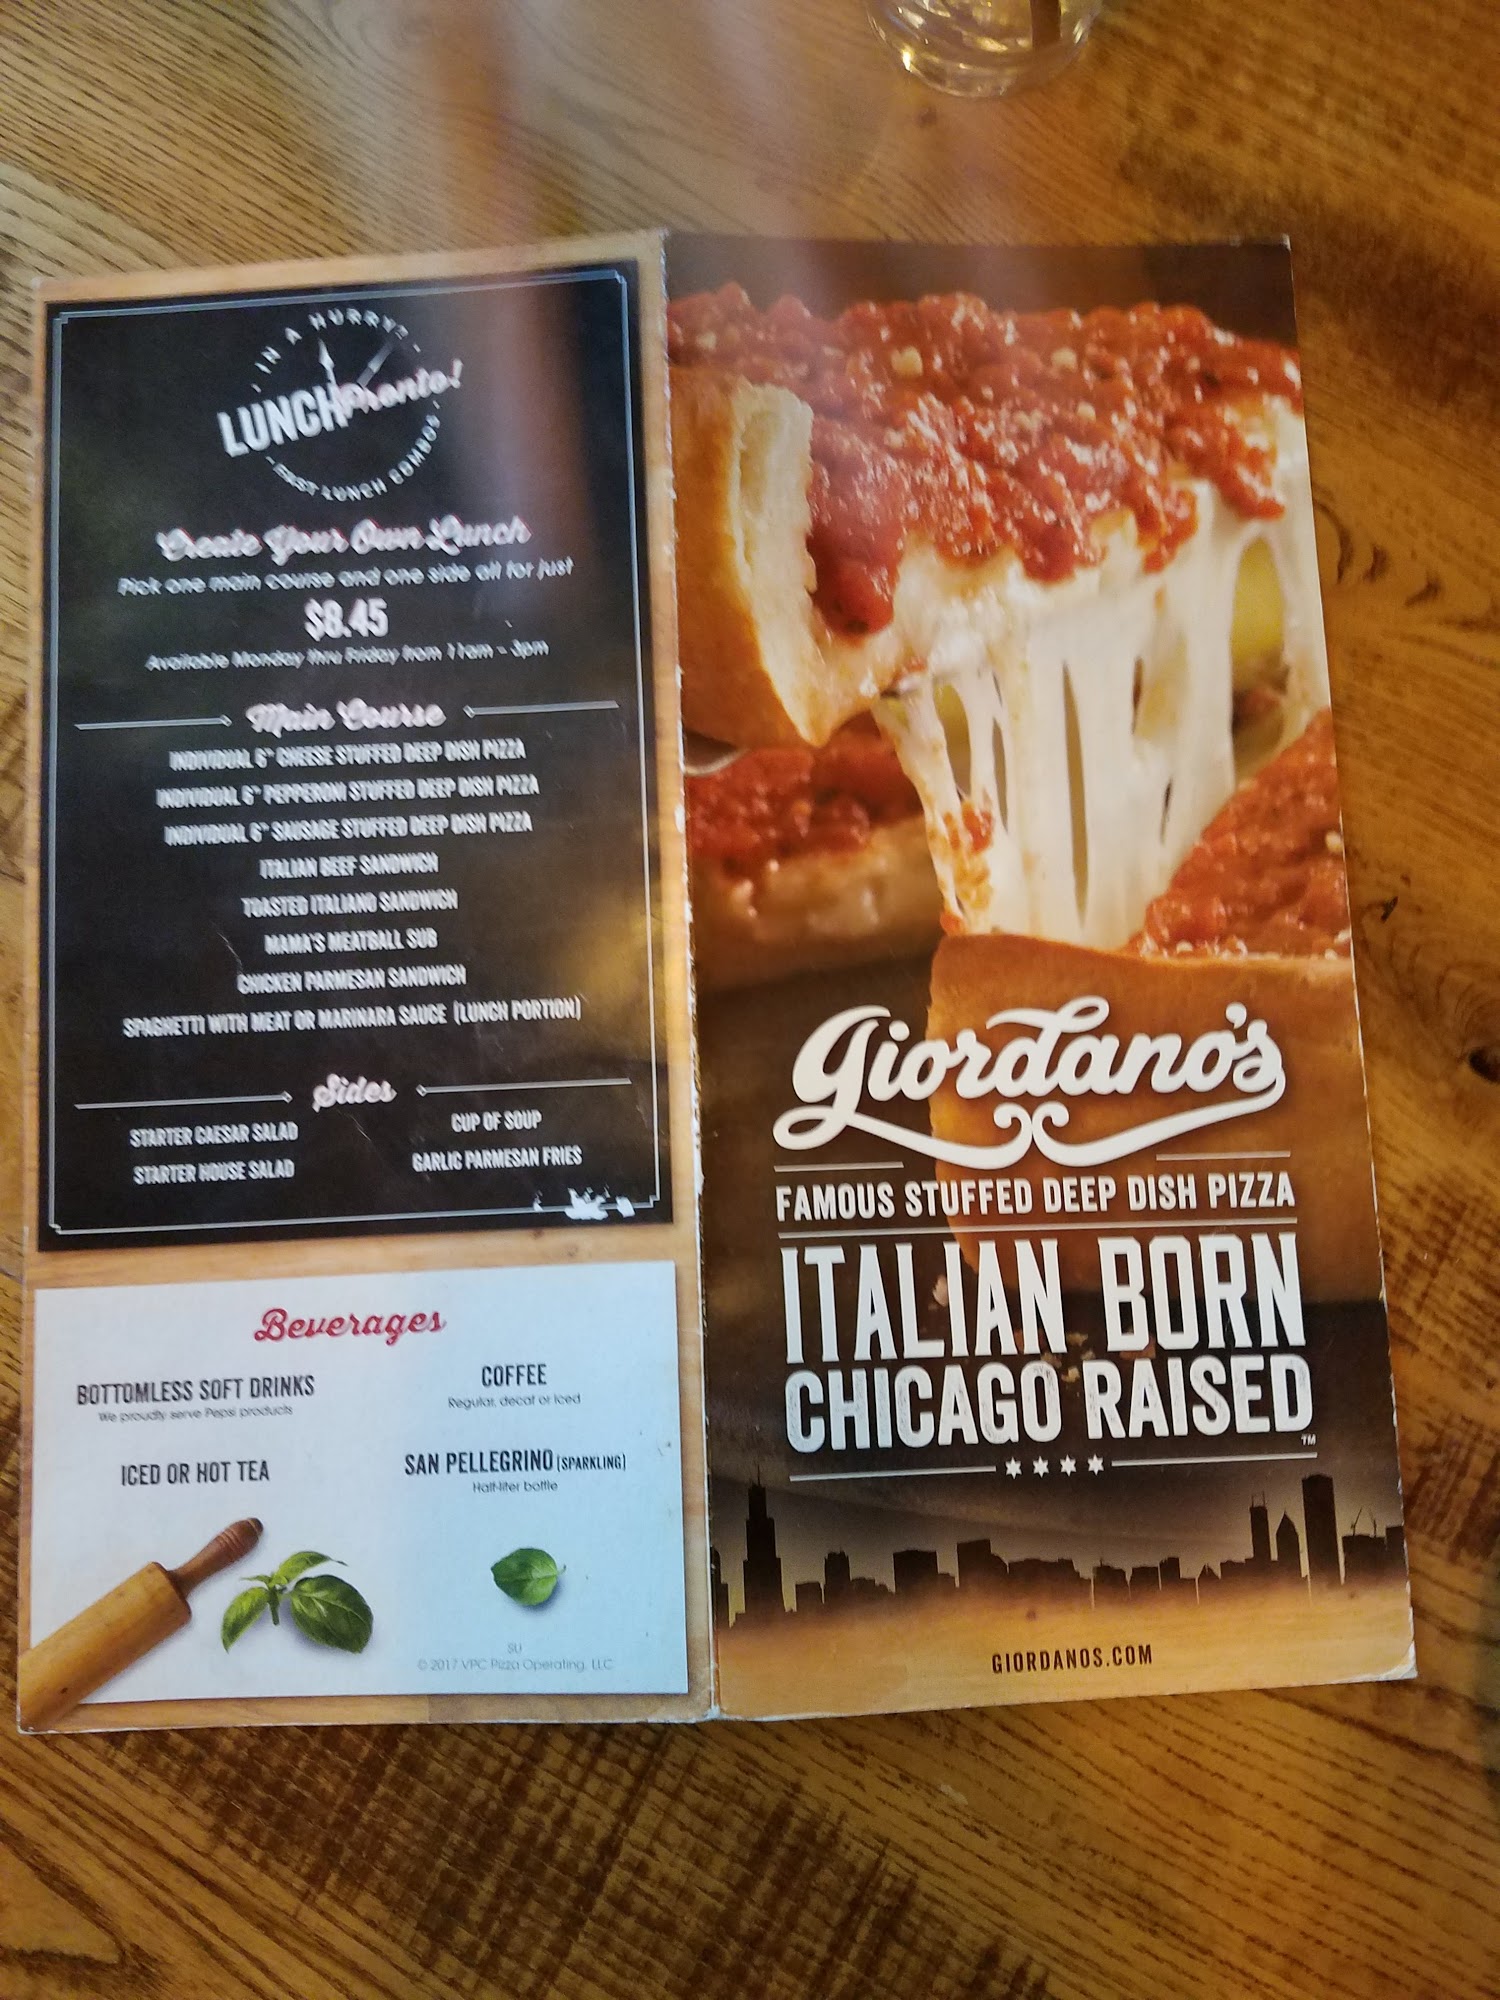 IN A HURRY?
LUNCH Pronto!
FAST LUNCH COMBOS
Create Your Own Lunch
Pick one main course and one side all for just
$8.45
Available Monday thru Friday from 11am - 3pm
Main Course
INDIVIDUAL 6" CHEESE STUFFED DEEP DISH PIZZA
INDIVIDUAL 6" PEPPERONI STUFFED DEEP DISH PIZZA
INDIVIDUAL 6" SAUSAGE STUFFED DEEP DISH PIZZA
ITALIAN BEEF SANDWICH
TOASTED ITALIANO SANDWICH
MAMA'S MEATBALL SUB
CHICKEN PARMESAN SANDWICH
SPAGHETTI WITH MEAT OR MARINARA SAUCE (LUNCH PORTION)
Sides
STARTER CAESAR SALAD
STARTER HOUSE SALAD
CUP OF SOUP
GARLIC PARMESAN FRIES
Beverages
BOTTOMLESS SOFT DRINKS
We proudly serve Pepsi products
ICED OR HOT TEA
COFFEE
Regular, decaf or iced
SAN PELLEGRINO (SPARKLING)
Half-liter bottle
SU
© 2017 VPC Pizza Operating, LLC
Giordano's
FAMOUS STUFFED DEEP DISH PIZZA
ITALIAN BORN
CHICAGO RAISED™
GIORDANOS.COM